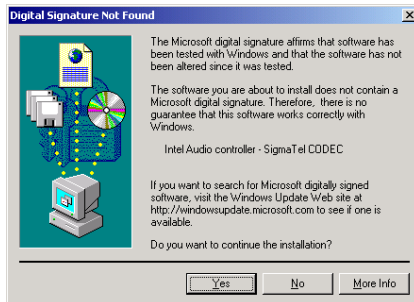 Digital Signature Not Found
The Microsoft digital signature affirms that software has
been tested with Windows and that the software has not
been altered since it was tested.
The software you are about to install does not contain a
Microsoft digital signature. Therefore, there is no
guarantee that this software works correctly with
Windows.
Intel Audio controller - SigmaTel CODEC
If you want to search for Microsoft digitally signed
software, visit the Windows Update Web site at
http://windowsupdate.microsoft.com to see if one is
available.
Do you want to continue the installation?
Yes No More Info